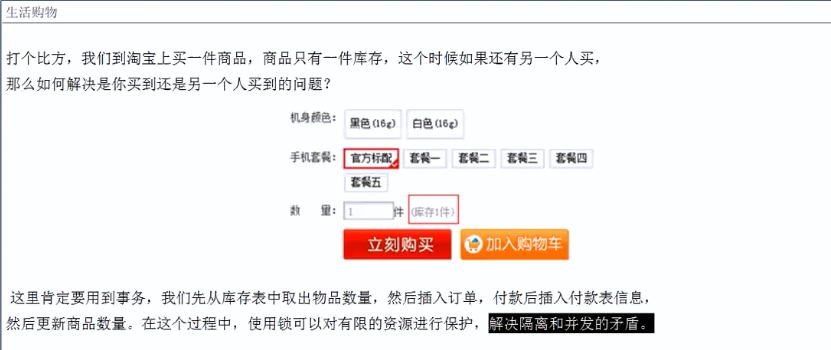 生活购物
打个比方，我们到淘宝上买一件商品，商品只有一件库存，这个时候如果还有另一个人买，
那么如何解决是你买到还是另一个人买到的问题？
机身颜色： 黑色(16g) 白色(16g)
手机套餐： 官方标配 套餐一 套餐二 套餐三 套餐四
套餐五
数 量： 1 件 (库存1件)
立刻购买 加入购物车
这里肯定要用到事务，我们先从库存表中取出物品数量，然后插入订单，付款后插入付款表信息，
然后更新商品数量。在这个过程中，使用锁可以对有限的资源进行保护，解决隔离和并发的矛盾。